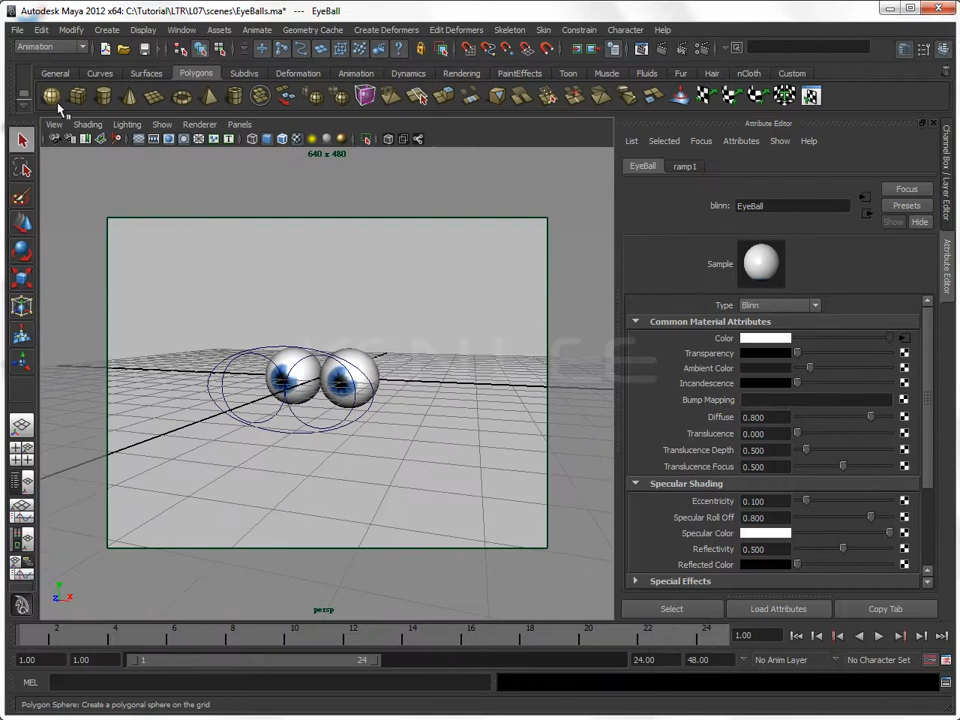 Autodesk Maya 2012 x64: C:\Tutorial\LTR\L07\scenes\EyeBalls.ma* --- EyeBall
File Edit Modify Create Display Window Assets Animate Geometry Cache Create Deformers Edit Deformers Skeleton Skin Constrain Character Help
Animation
General Curves Surfaces Polygons Subdivs Deformation Animation Dynamics Rendering PaintEffects Toon Muscle Fluids Fur Hair nCloth Custom
View Shading Lighting Show Renderer Panels
640 x 480
persp
Attribute Editor
List Selected Focus Attributes Show Help
EyeBall ramp1
Focus
blinn: EyeBall
Presets
Show Hide
Sample
Type Blinn
Common Material Attributes
Color
Transparency
Ambient Color
Incandescence
Bump Mapping
Diffuse 0.800
Translucence 0.000
Translucence Depth 0.500
Translucence Focus 0.500
Specular Shading
Eccentricity 0.100
Specular Roll Off 0.800
Specular Color
Reflectivity 0.500
Reflected Color
Special Effects
Select Load Attributes Copy Tab
Channel Box / Layer Editor
Attribute Editor
2 4 6 8 10 12 14 16 18 20 22 24 1.00
1.00 1.00 1 24 24.00 48.00 No Anim Layer No Character Set
MEL
Polygon Sphere: Create a polygonal sphere on the grid